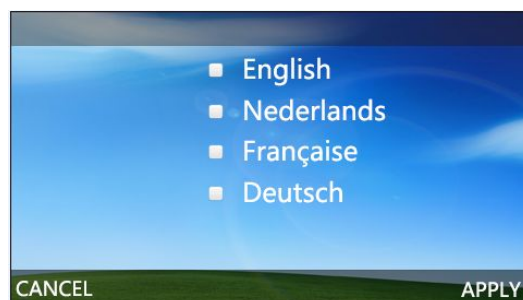 English
Nederlands
Française
Deutsch
CANCEL APPLY